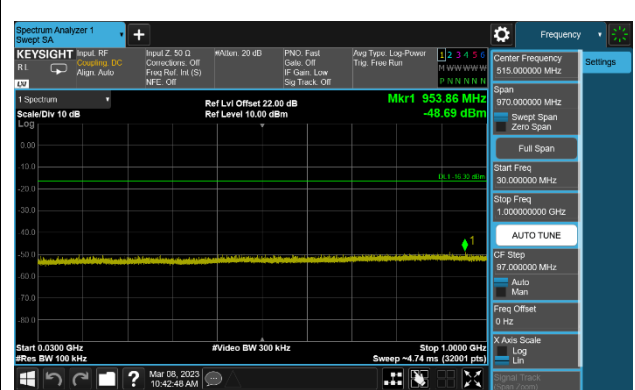 Spectrum Analyzer 1
Swept SA
Frequency
KEYSIGHT
RL
Input: RF
Coupling: DC
Align: Auto
Input Z: 50 Ω
Corrections: Off
Freq Ref: Int (S)
NFE: Off
#Atten: 20 dB
PNO: Fast
Gate: Off
IF Gain: Low
Sig Track: Off
Avg Type: Log-Power
Trig: Free Run
1 2 3 4 5 6
M W W W W W
P N N N N N
1 Spectrum
Scale/Div 10 dB
Log
Ref Lvl Offset 22.00 dB
Ref Level 10.00 dBm
Mkr1 953.86 MHz
-48.69 dBm
0.00
-10.0
-20.0
-30.0
-40.0
-50.0
-60.0
-70.0
-80.0
1
Start 0.0300 GHz
#Res BW 100 kHz
#Video BW 300 kHz
Stop 1.0000 GHz
Sweep ~4.74 ms (32001 pts)
Mar 08, 2023
10:42:48 AM
Settings
Center Frequency
515.000000 MHz
Span
970.000000 MHz
Swept Span
Zero Span
Full Span
Start Freq
30.000000 MHz
Stop Freq
1.000000000 GHz
AUTO TUNE
CF Step
97.000000 MHz
Auto
Man
Freq Offset
0 Hz
X Axis Scale
Log
Lin
Signal Track
(Span Zoom)